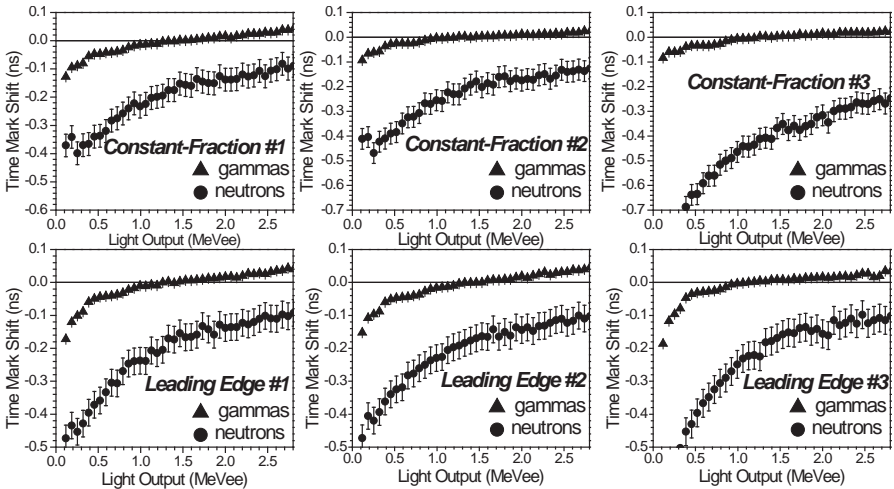 0.1
0.0
-0.1
-0.2
-0.3
-0.4
-0.5
-0.6
Time Mark Shift (ns)
Constant-Fraction #1
gammas
neutrons
0.0 0.5 1.0 1.5 2.0 2.5
Light Output (MeVee)
0.1
0.0
-0.1
-0.2
-0.3
-0.4
-0.5
-0.6
-0.7
Time Mark Shift (ns)
Constant-Fraction #2
gammas
neutrons
0.0 0.5 1.0 1.5 2.0 2.5
Light Output (MeVee)
0.1
0.0
-0.1
-0.2
-0.3
-0.4
-0.5
-0.6
-0.7
Time Mark Shift (ns)
Constant-Fraction #3
gammas
neutrons
0.0 0.5 1.0 1.5 2.0 2.5
Light Output (MeVee)
0.1
0.0
-0.1
-0.2
-0.3
-0.4
-0.5
Time Mark Shift (ns)
Leading Edge #1
gammas
neutrons
0.0 0.5 1.0 1.5 2.0 2.5
Light Output (MeVee)
0.1
0.0
-0.1
-0.2
-0.3
-0.4
-0.5
Time Mark Shift (ns)
Leading Edge #2
gammas
neutrons
0.0 0.5 1.0 1.5 2.0 2.5
Light Output (MeVee)
0.1
0.0
-0.1
-0.2
-0.3
-0.4
-0.5
Time Mark Shift (ns)
Leading Edge #3
gammas
neutrons
0.0 0.5 1.0 1.5 2.0 2.5
Light Output (MeVee)